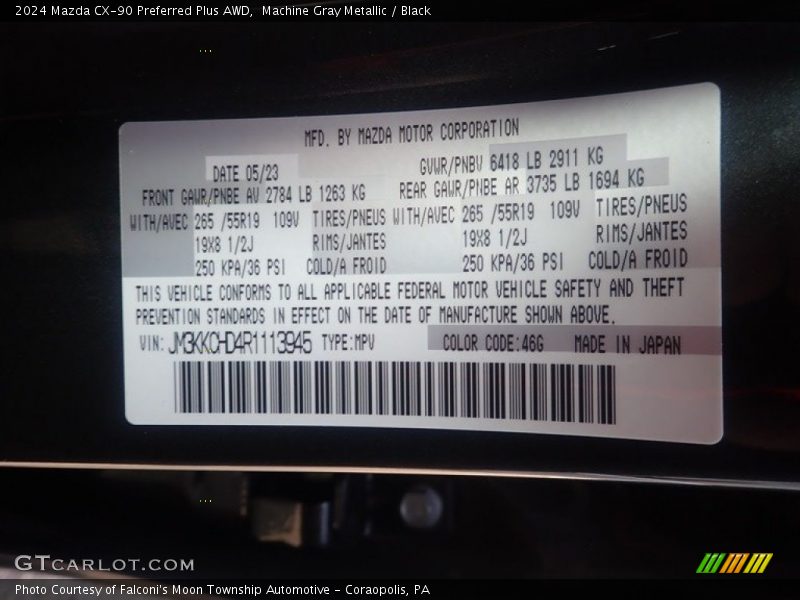 2024 Mazda CX-90 Preferred Plus AWD,  Machine Gray Metallic / Black
MFD. BY MAZDA MOTOR CORPORATION
DATE 05/23 GVWR/PNBV 6418 LB 2911 KG
FRONT GAWR/PNBE AV 2784 LB 1263 KG REAR GAWR/PNBE AR 3735 LB 1694 KG
WITH/AVEC 265 /55R19 109V TIRES/PNEUS WITH/AVEC 265 /55R19 109V TIRES/PNEUS
19X8 1/2J RIMS/JANTES 19X8 1/2J RIMS/JANTES
250 KPA/36 PSI COLD/A FROID 250 KPA/36 PSI COLD/A FROID
THIS VEHICLE CONFORMS TO ALL APPLICABLE FEDERAL MOTOR VEHICLE SAFETY AND THEFT
PREVENTION STANDARDS IN EFFECT ON THE DATE OF MANUFACTURE SHOWN ABOVE.
VIN: JM3KKCHD4R1113945 TYPE:MPV COLOR CODE:46G MADE IN JAPAN
GTCARLOT.COM
Photo Courtesy of Falconi's Moon Township Automotive - Coraopolis, PA